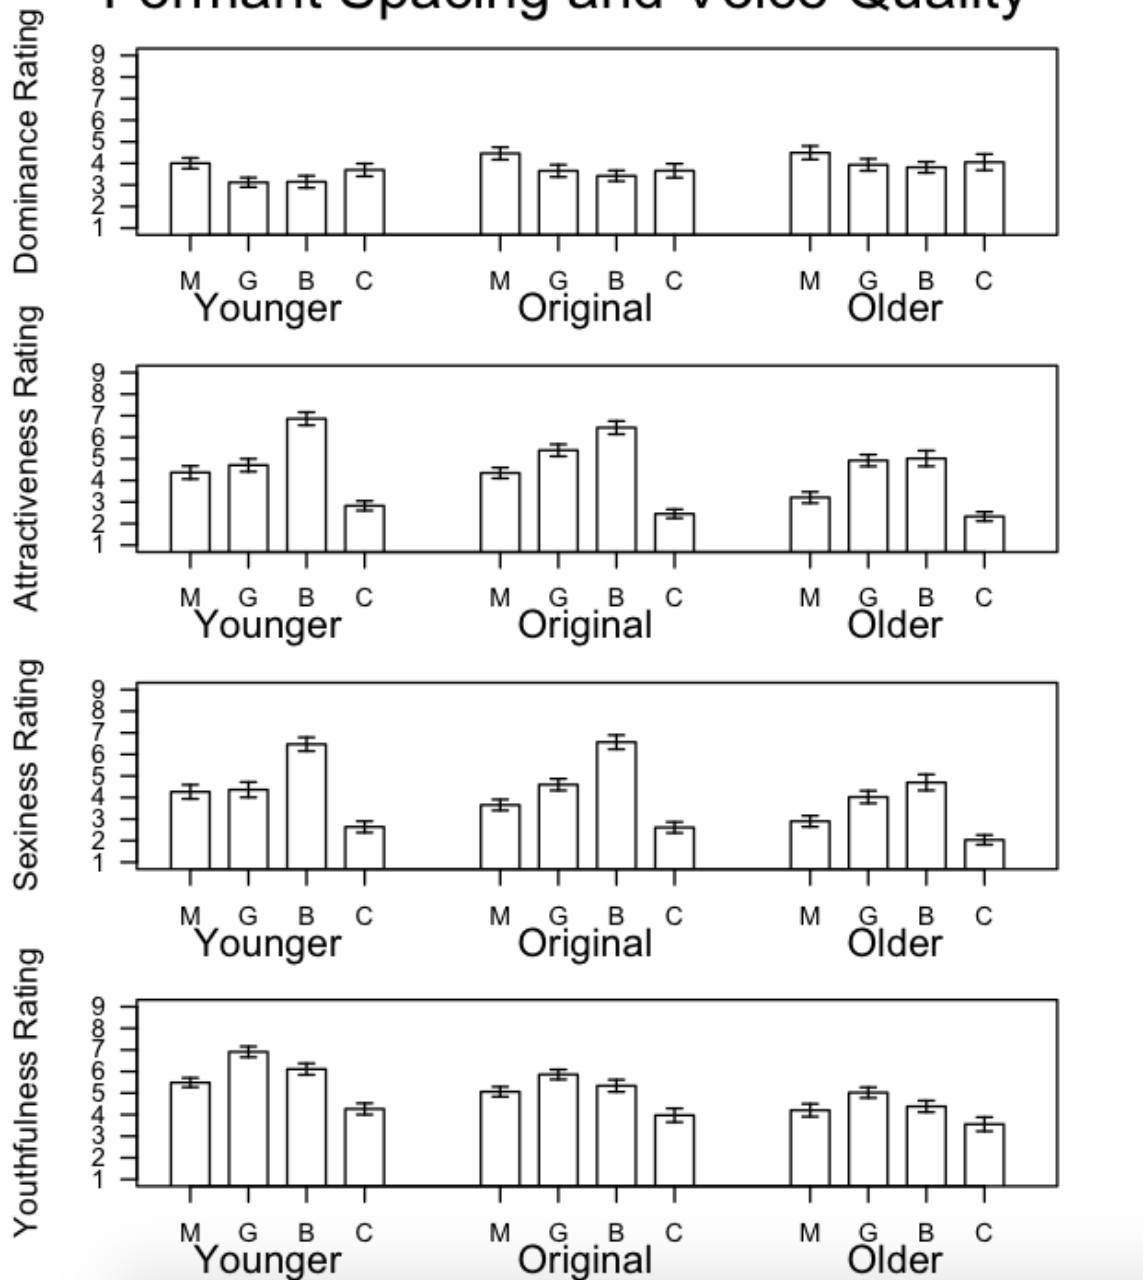 Formant Spacing and Voice Quality
Dominance Rating
9
8
7
6
5
4
3
2
1
M G B C M G B C M G B C
Younger Original Older
Attractiveness Rating
9
8
7
6
5
4
3
2
1
M G B C M G B C M G B C
Younger Original Older
Sexiness Rating
9
8
7
6
5
4
3
2
1
M G B C M G B C M G B C
Younger Original Older
Youthfulness Rating
9
8
7
6
5
4
3
2
1
M G B C M G B C M G B C
Younger Original Older